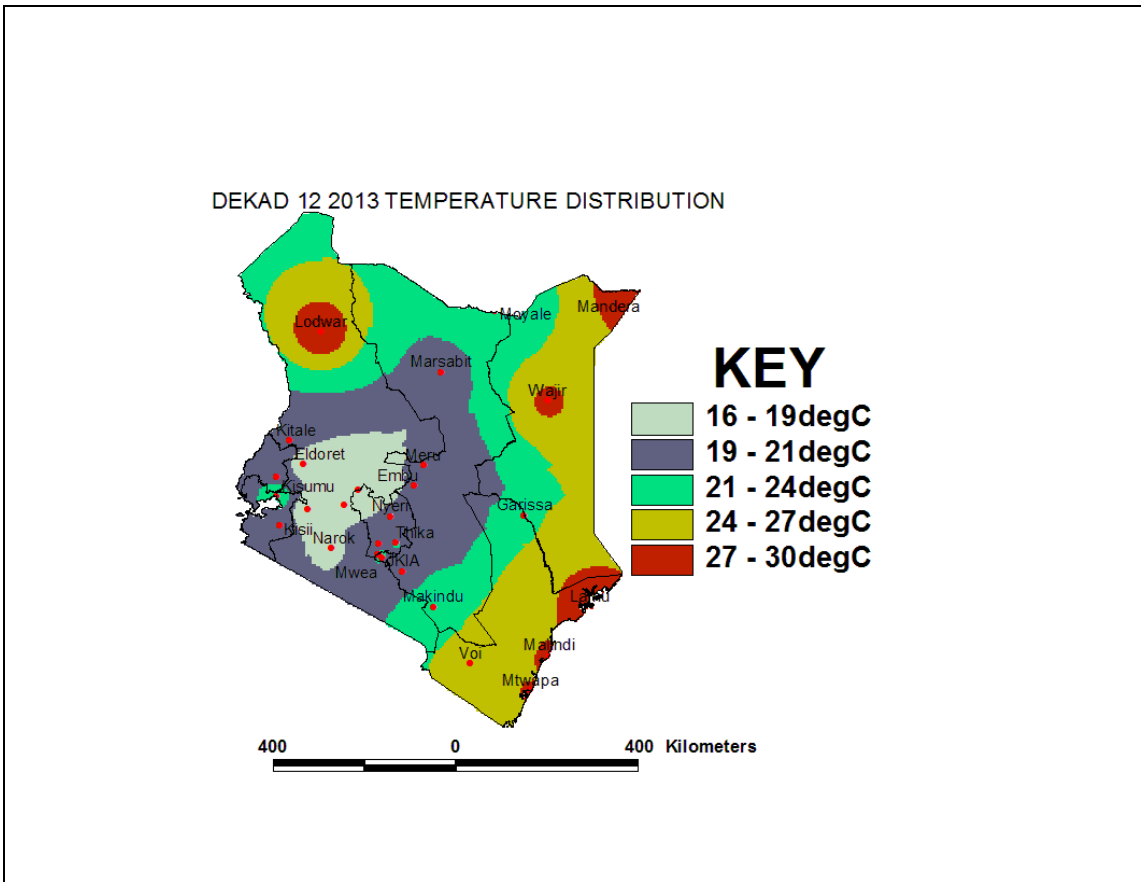 DEKAD 12 2013 TEMPERATURE DISTRIBUTION
Lodwar
Moyale
Mandera
Marsabit
Wajir
Kitale
Eldoret
Meru
Embu
Kisumu
Nyeri
Garissa
Kisii
Narok
Thika
Mwea
JKIA
Makindu
Lamu
Voi
Malindi
Mtwapa
KEY
16 - 19degC
19 - 21degC
21 - 24degC
24 - 27degC
27 - 30degC
400 0 400 Kilometers